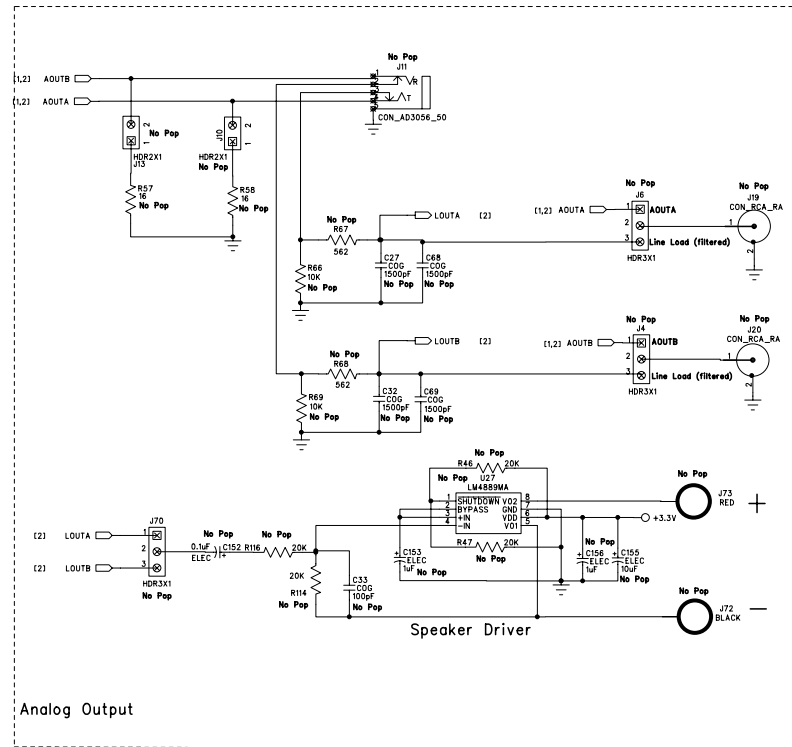 No Pop
J11
[1,2] AOUTB
[1,2] AOUTA
R
T
CON_AD3056_50
J13
HDR2X1
No Pop
1 2
J10
HDR2X1
No Pop
1 2
R57
16
No Pop
R58
16
No Pop
No Pop
R67
562
LOUTA [2]
R66
10K
No Pop
C27
COG
1500pF
No Pop
C68
COG
1500pF
No Pop
No Pop
J6
[1,2] AOUTA
1 AOUTA
2
3 Line Load (filtered)
HDR3X1
No Pop
J19
CON_RCA_RA
1
2
No Pop
R68
562
LOUTB [2]
R69
10K
No Pop
C32
COG
1500pF
No Pop
C69
COG
1500pF
No Pop
No Pop
J4
[1,2] AOUTB
1 AOUTB
2
3 Line Load (filtered)
HDR3X1
No Pop
J20
CON_RCA_RA
1
2
No Pop
R46 20K
No Pop U27
LM4889MA
1 SHUTDOWN VO2 8
2 BYPASS GND 7
3 +IN VDD 6
4 -IN VO1 5
R47 20K
No Pop
No Pop
J73
RED
+
+3.3V
J70
[2] LOUTA 1
2
[2] LOUTB 3
HDR3X1
No Pop
No Pop
0.1uF C152
ELEC +
No Pop
R116 20K
20K
R114
No Pop
C33
COG
100pF
No Pop
+ C153
ELEC
1uF
No Pop
+ C156
ELEC
1uF
No Pop
+ C155
ELEC
10uF
No Pop
No Pop
J72
BLACK
—
Speaker Driver
Analog Output